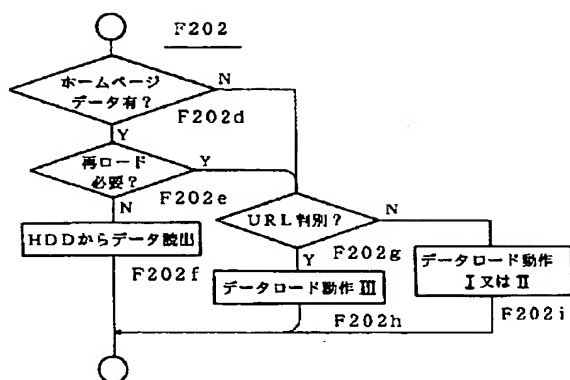 F202
ホームページ
データ有？
N
F202d
Y
再ロード
必要？
Y
F202e
N
URL判別？
N
HDDからデータ読出
F202g
Y
データロード動作
I又はII
F202f
データロード動作III
F202i
F202h